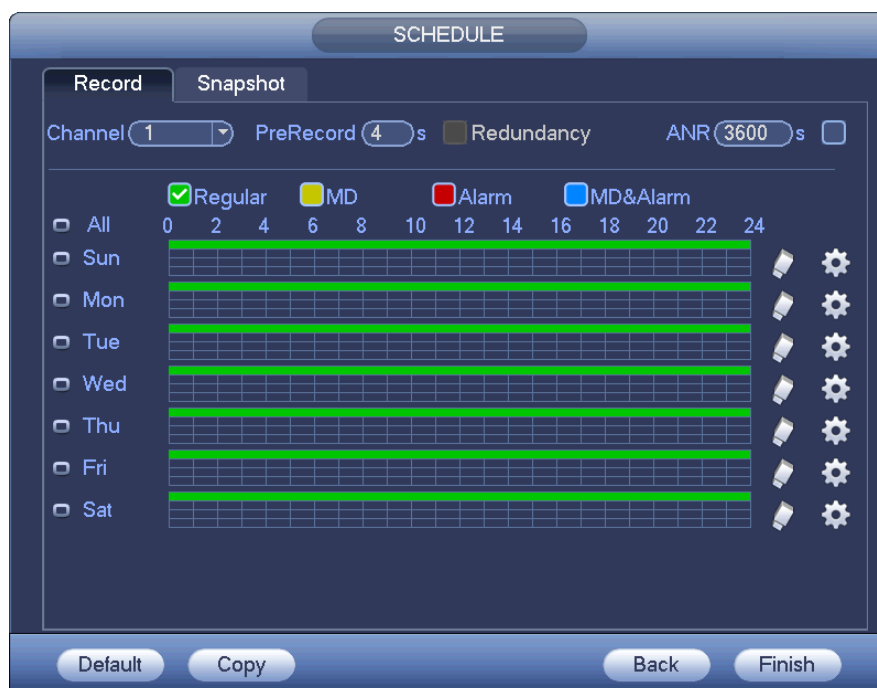 SCHEDULE
Record Snapshot
Channel 1 PreRecord 4 s Redundancy ANR 3600 s
Regular MD Alarm MD&Alarm
All 0 2 4 6 8 10 12 14 16 18 20 22 24
Sun
Mon
Tue
Wed
Thu
Fri
Sat
Default Copy Back Finish